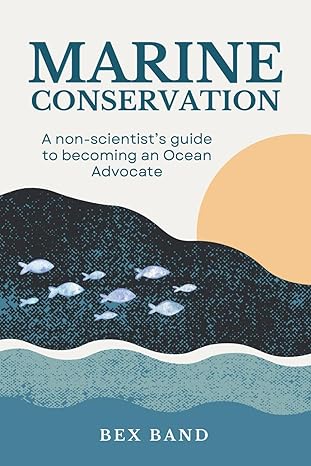 MARINE
CONSERVATION
A non-scientist's guide
to becoming an Ocean
Advocate
BEX BAND